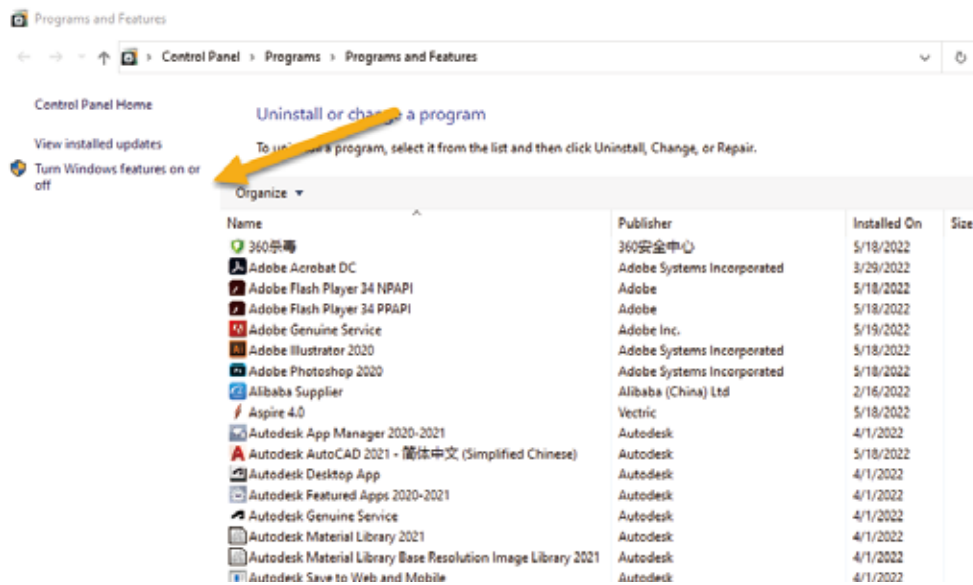 Programs and Features
Control Panel > Programs > Programs and Features
Control Panel Home
View installed updates
Turn Windows features on or
off
Uninstall or change a program
To uninstall a program, select it from the list and then click Uninstall, Change, or Repair.
Organize
Name Publisher Installed On Size
360杀毒 360安全中心 5/18/2022
Adobe Acrobat DC Adobe Systems Incorporated 3/29/2022
Adobe Flash Player 34 NPAPI Adobe 5/18/2022
Adobe Flash Player 34 PPAPI Adobe 5/18/2022
Adobe Genuine Service Adobe Inc. 5/19/2022
Adobe Illustrator 2020 Adobe Systems Incorporated 5/18/2022
Adobe Photoshop 2020 Adobe Systems Incorporated 5/18/2022
Alibaba Supplier Alibaba (China) Ltd 2/16/2022
Aspire 4.0 Vectric 5/18/2022
Autodesk App Manager 2020-2021 Autodesk 4/1/2022
Autodesk AutoCAD 2021 - 简体中文 (Simplified Chinese) Autodesk 5/18/2022
Autodesk Desktop App Autodesk 4/1/2022
Autodesk Featured Apps 2020-2021 Autodesk 4/1/2022
Autodesk Genuine Service Autodesk 4/1/2022
Autodesk Material Library 2021 Autodesk 4/1/2022
Autodesk Material Library Base Resolution Image Library 2021 Autodesk 4/1/2022
Autodesk Save to Web and Mobile Autodesk 4/1/2022